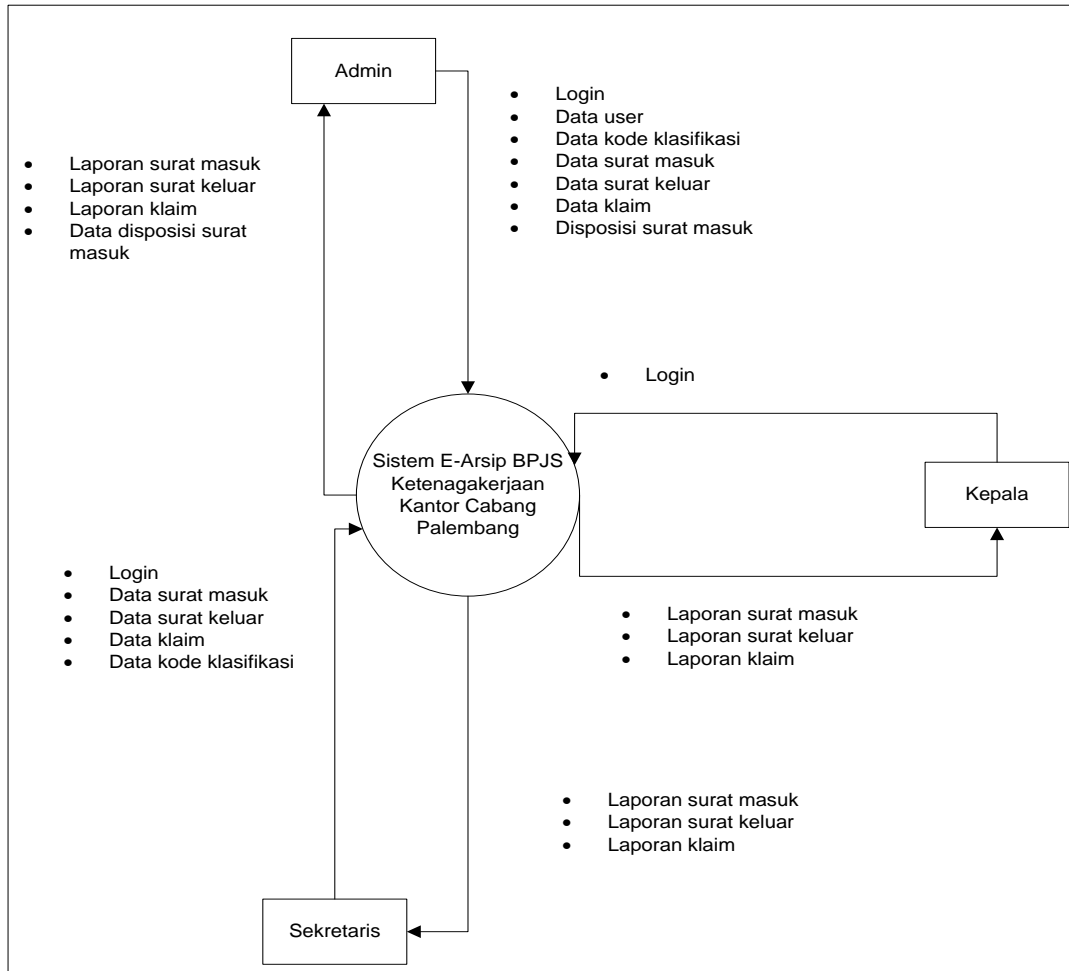 Admin
• Login
• Data user
• Data kode klasifikasi
• Data surat masuk
• Data surat keluar
• Data klaim
• Disposisi surat masuk
• Laporan surat masuk
• Laporan surat keluar
• Laporan klaim
• Data disposisi surat
masuk
• Login
Sistem E-Arsip BPJS
Ketenagakerjaan
Kantor Cabang
Palembang
Kepala
• Login
• Data surat masuk
• Data surat keluar
• Data klaim
• Data kode klasifikasi
• Laporan surat masuk
• Laporan surat keluar
• Laporan klaim
• Laporan surat masuk
• Laporan surat keluar
• Laporan klaim
Sekretaris